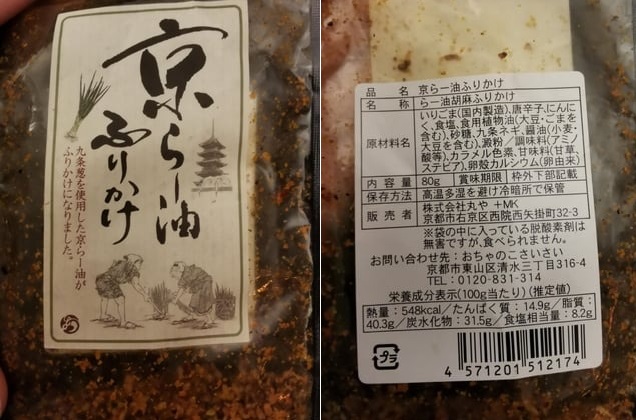 京らー油
ふりかけ
九条葱を使用した京らー油が
ふりかけになりました。
品 名 京らー油ふりかけ
名 称 らー油胡麻ふりかけ
原材料名 いりごま(国内製造)、唐辛子、にんに
く、食塩、食用植物油(大豆・ごまを
含む)、砂糖、九条ネギ、醤油(小麦・
大豆を含む)、澱粉／調味料(アミノ
酸等)、カラメル色素、甘味料(甘草、
ステビア)、卵殻カルシウム(卵由来)
内容量 80g 賞味期限 枠外下部記載
保存方法 高温多湿を避け冷暗所で保管
販売者 株式会社丸や +MK
京都市右京区西院西矢掛町32-3
※袋の中に入っている脱酸素剤は
無害ですが、食べられません。
お問い合わせ先：おちゃのこさいさい
京都市東山区清水三丁目316-4
TEL：0120-831-314
栄養成分表示(100g当たり)(推定値)
熱量：548kcal／たんぱく質：14.9g／脂質：
40.3g／炭水化物：31.5g／食塩相当量：8.2g
プラ
4 571201 512174